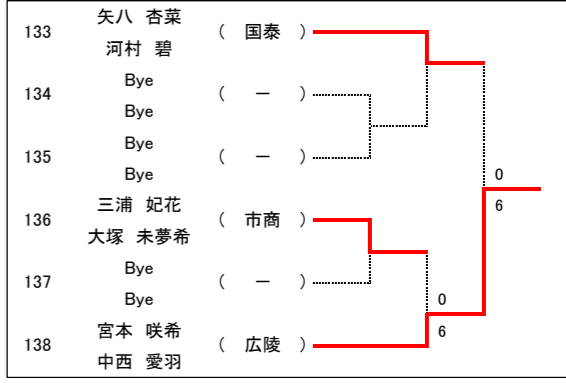 133 矢八 杏菜 ( 国泰 )
河村 碧
134 Bye ( ー )
Bye
135 Bye ( ー )
Bye
0
6
136 三浦 妃花 ( 市商 )
大塚 未夢希
137 Bye ( ー )
Bye
0
6
138 宮本 咲希 ( 広陵 )
中西 愛羽